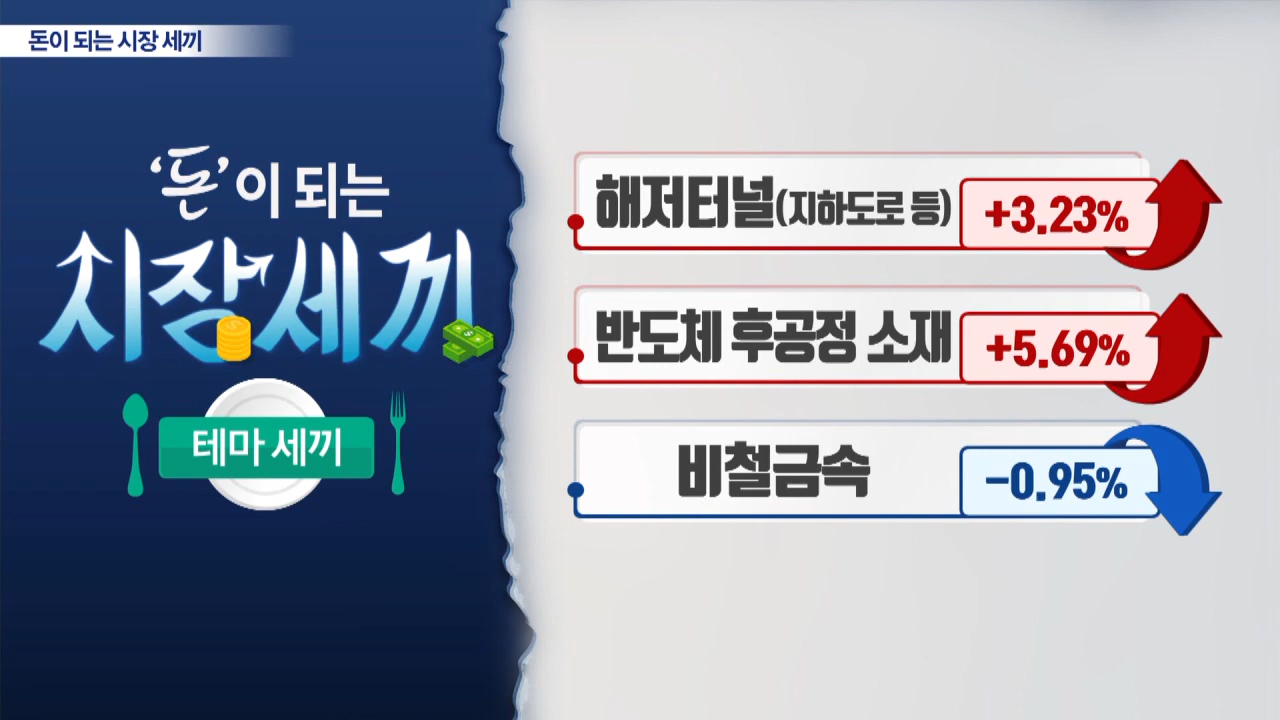 돈이 되는 시장 세끼
'돈'이 되는
시장세끼
테마 세끼
해저터널(지하도로 등) +3.23%
반도체 후공정 소재 +5.69%
비철금속 -0.95%